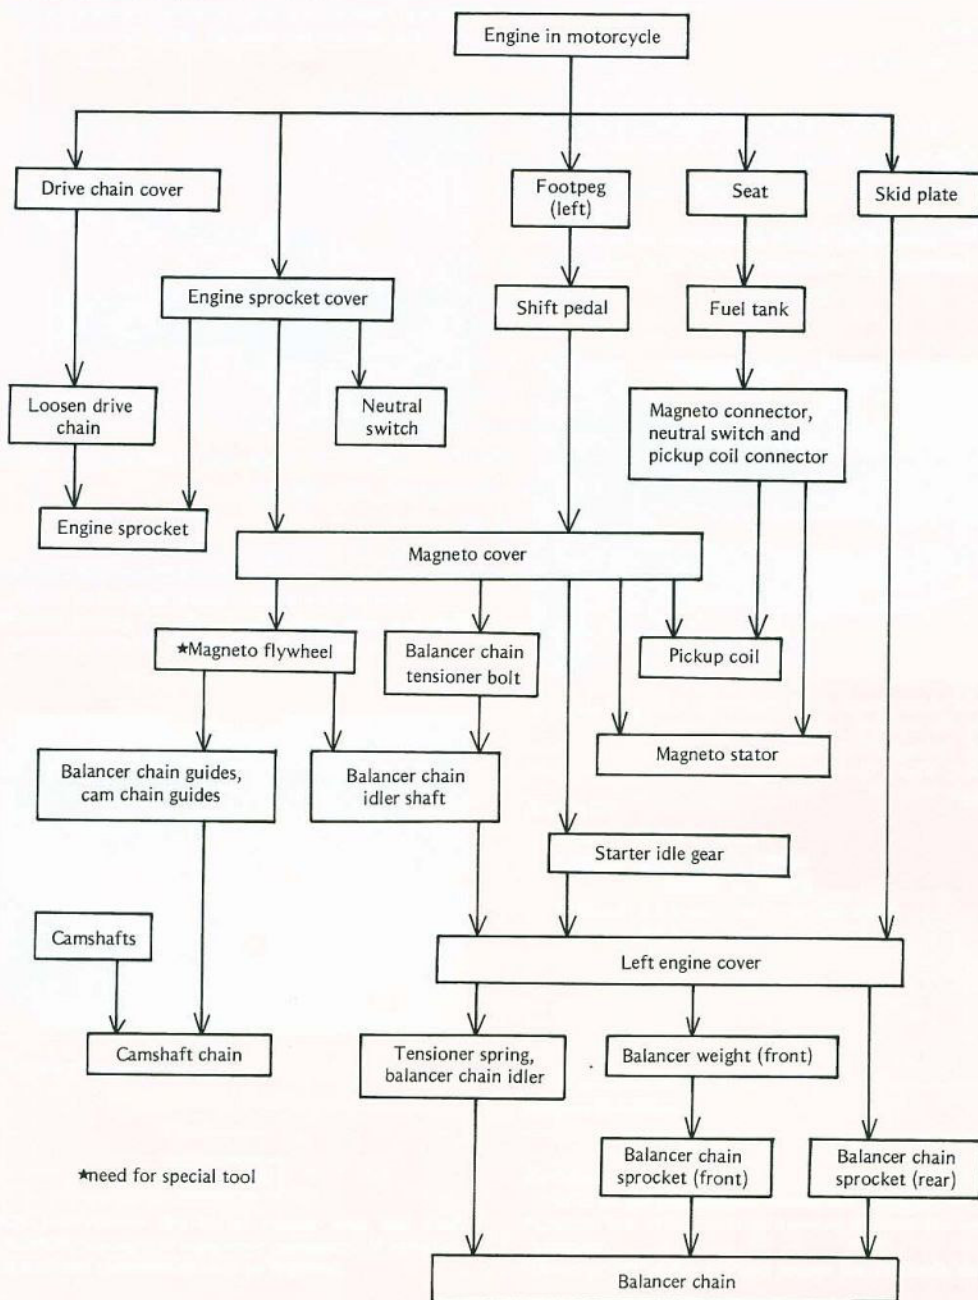 Engine in motorcycle
Drive chain cover
Footpeg
(left)
Seat
Skid plate
Engine sprocket cover
Shift pedal
Fuel tank
Loosen drive
chain
Neutral
switch
Magneto connector,
neutral switch and
pickup coil connector
Engine sprocket
Magneto cover
★Magneto flywheel
Balancer chain
tensioner bolt
Pickup coil
Balancer chain guides,
cam chain guides
Balancer chain
idler shaft
Magneto stator
Starter idle gear
Camshafts
Left engine cover
Camshaft chain
Tensioner spring,
balancer chain idler
Balancer weight (front)
★need for special tool
Balancer chain
sprocket (front)
Balancer chain
sprocket (rear)
Balancer chain